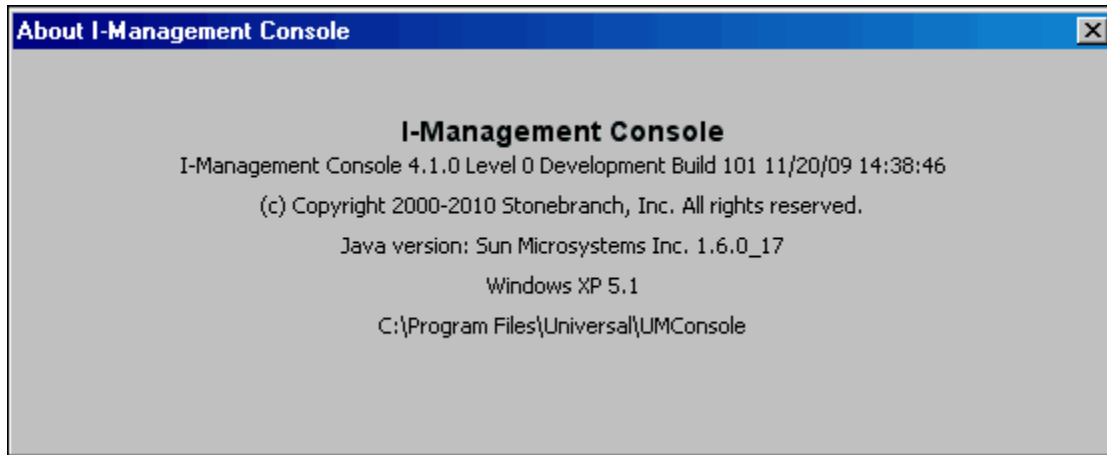 About I-Management Console
I-Management Console
I-Management Console 4.1.0 Level 0 Development Build 101 11/20/09 14:38:46
(c) Copyright 2000-2010 Stonebranch, Inc. All rights reserved.
Java version: Sun Microsystems Inc. 1.6.0_17
Windows XP 5.1
C:\Program Files\Universal\UMConsole